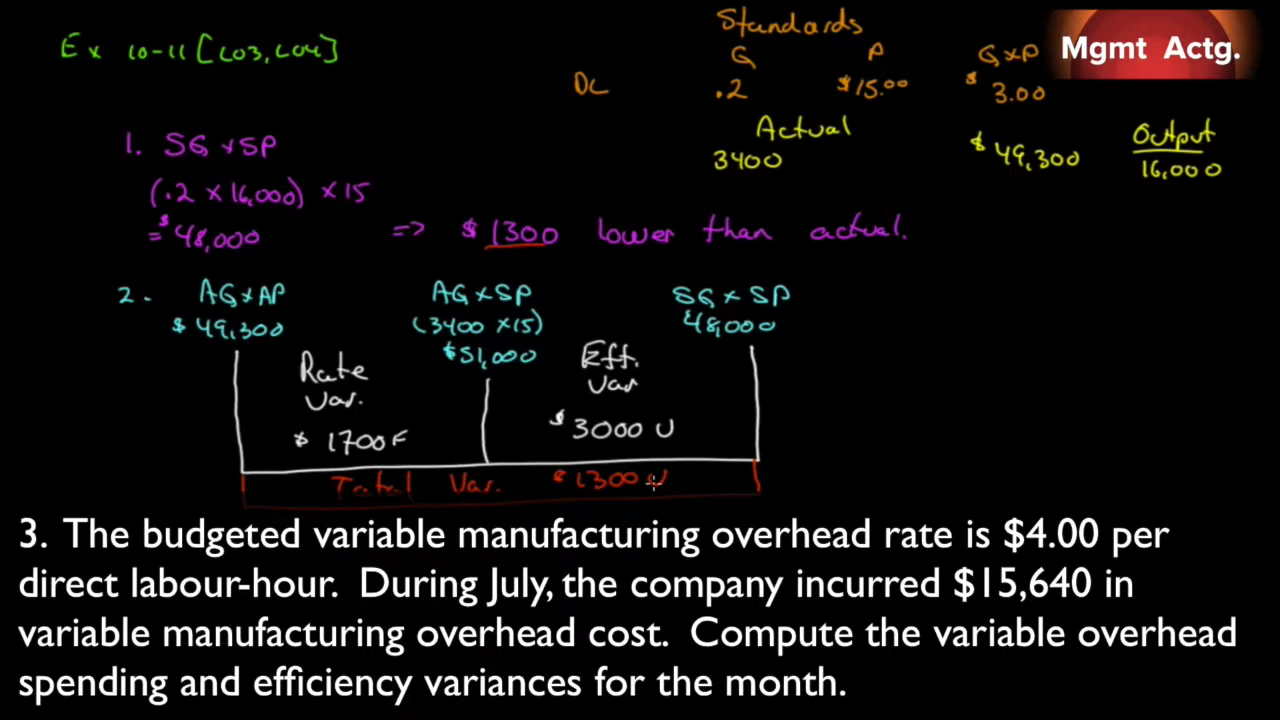 Mgmt Actg.
Ex 10-11 [LO3, LO4]
Standards
Q P Q×P
DL .2 $15.00 $3.00
Actual
3400 $49,300
Output
16,000
1. SQ × SP
(.2 × 16,000) × 15
= $48,000 => $1300 lower than actual.
2. AQ × AP AQ × SP SQ × SP
$49,300 (3400 × 15) $48,000
$51,000
Rate Var. Eff. Var
$1700 F $3000 U
Total Var. $1300 U
3. The budgeted variable manufacturing overhead rate is $4.00 per
direct labour-hour. During July, the company incurred $15,640 in
variable manufacturing overhead cost. Compute the variable overhead
spending and efficiency variances for the month.